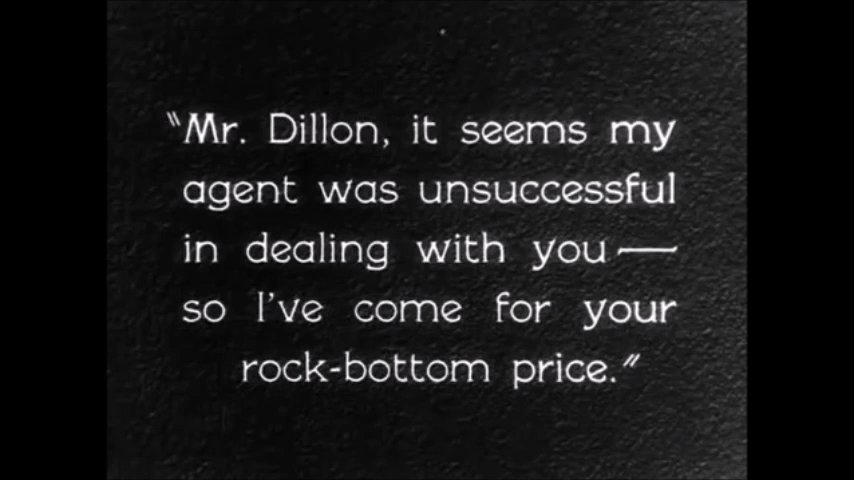 "Mr. Dillon, it seems my
agent was unsuccessful
in dealing with you —
so I've come for your
rock-bottom price."